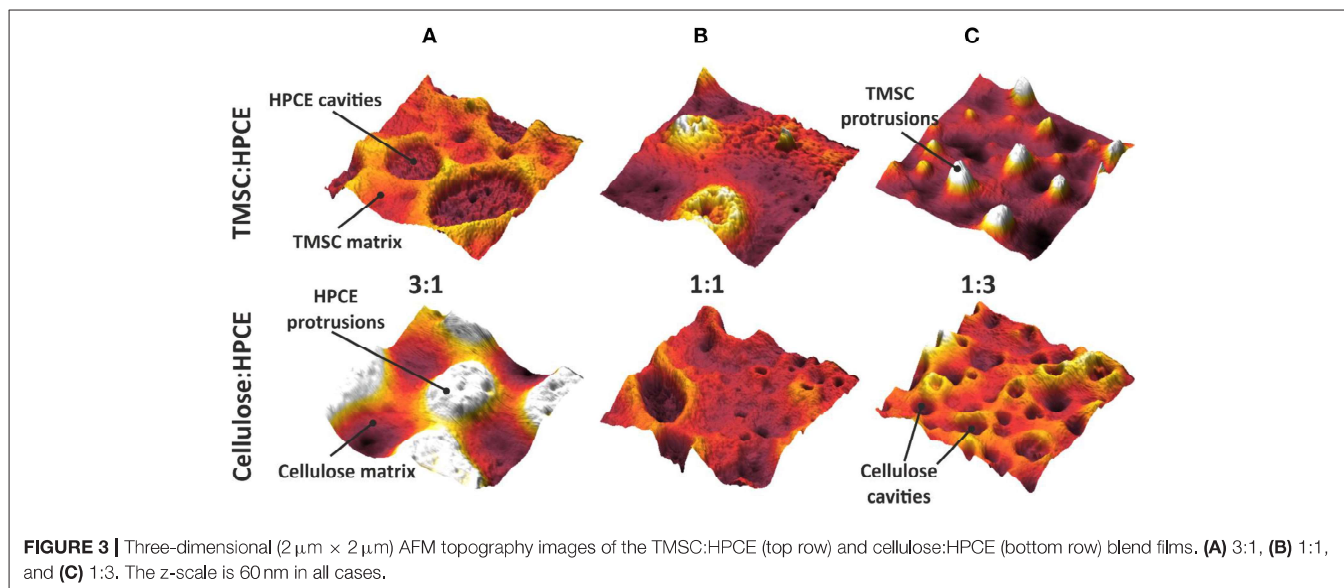 A
B
C
TMSC:HPCE
HPCE cavities
TMSC matrix
TMSC
protrusions
3:1
1:1
1:3
Cellulose:HPCE
HPCE
protrusions
Cellulose matrix
Cellulose
cavities
FIGURE 3 | Three-dimensional (2 μm × 2 μm) AFM topography images of the TMSC:HPCE (top row) and cellulose:HPCE (bottom row) blend films. (A) 3:1, (B) 1:1,
and (C) 1:3. The z-scale is 60 nm in all cases.